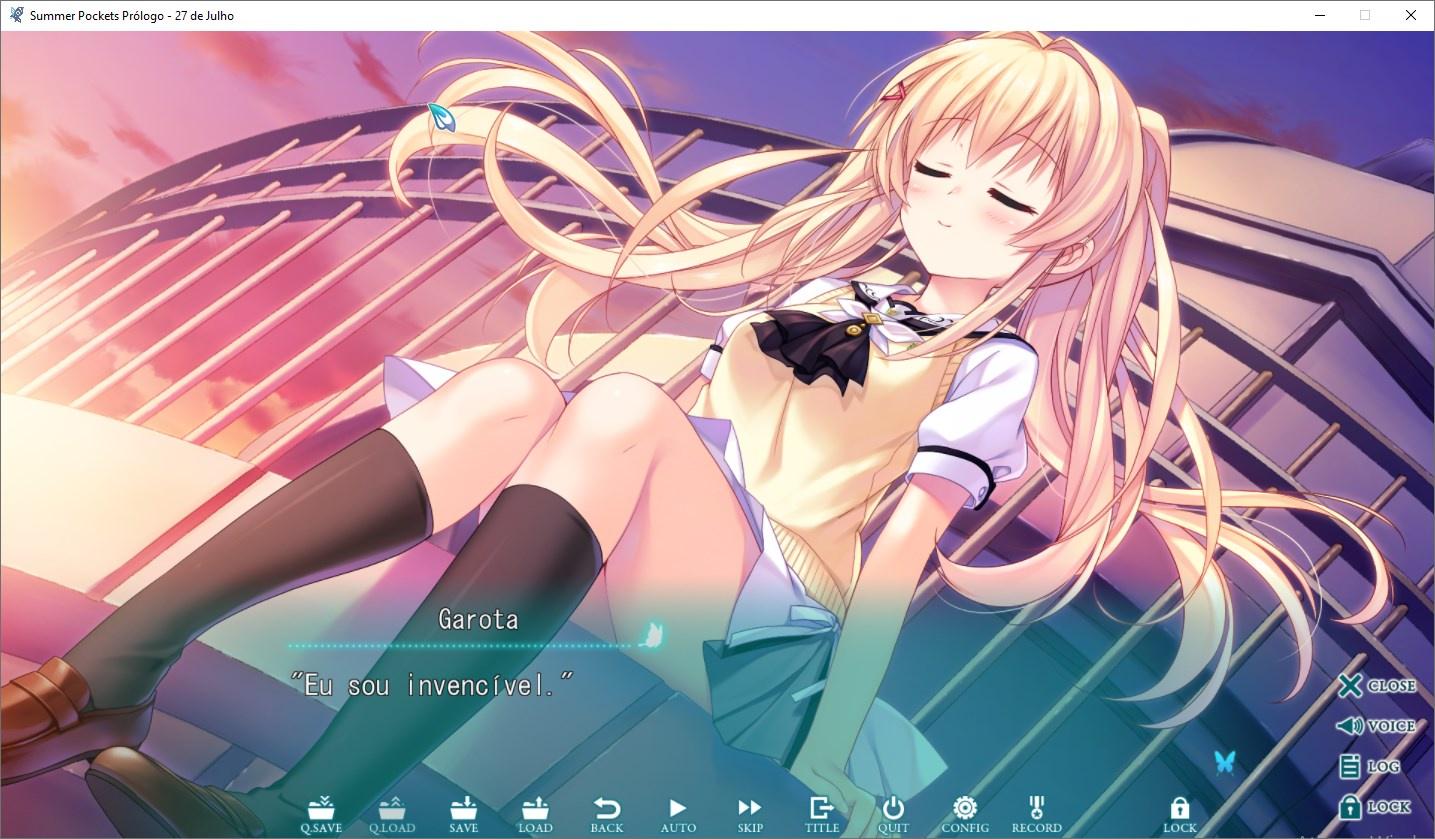 Summer Pockets Prólogo - 27 de Julho
Garota
"Eu sou invencível."
CLOSE
VOICE
LOG
LOCK
Q.SAVE Q.LOAD SAVE LOAD BACK AUTO SKIP TITLE QUIT CONFIG RECORD LOCK